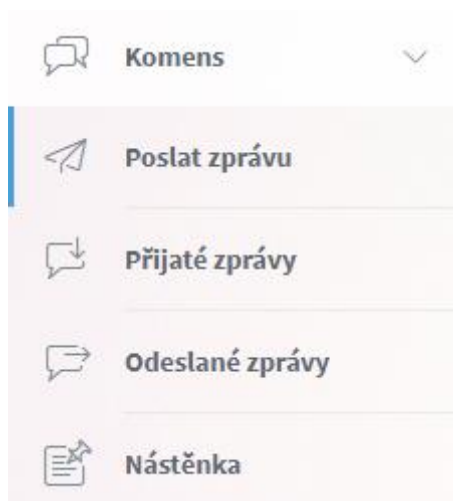 Komens
Poslat zprávu
Přijaté zprávy
Odeslané zprávy
Nástěnka